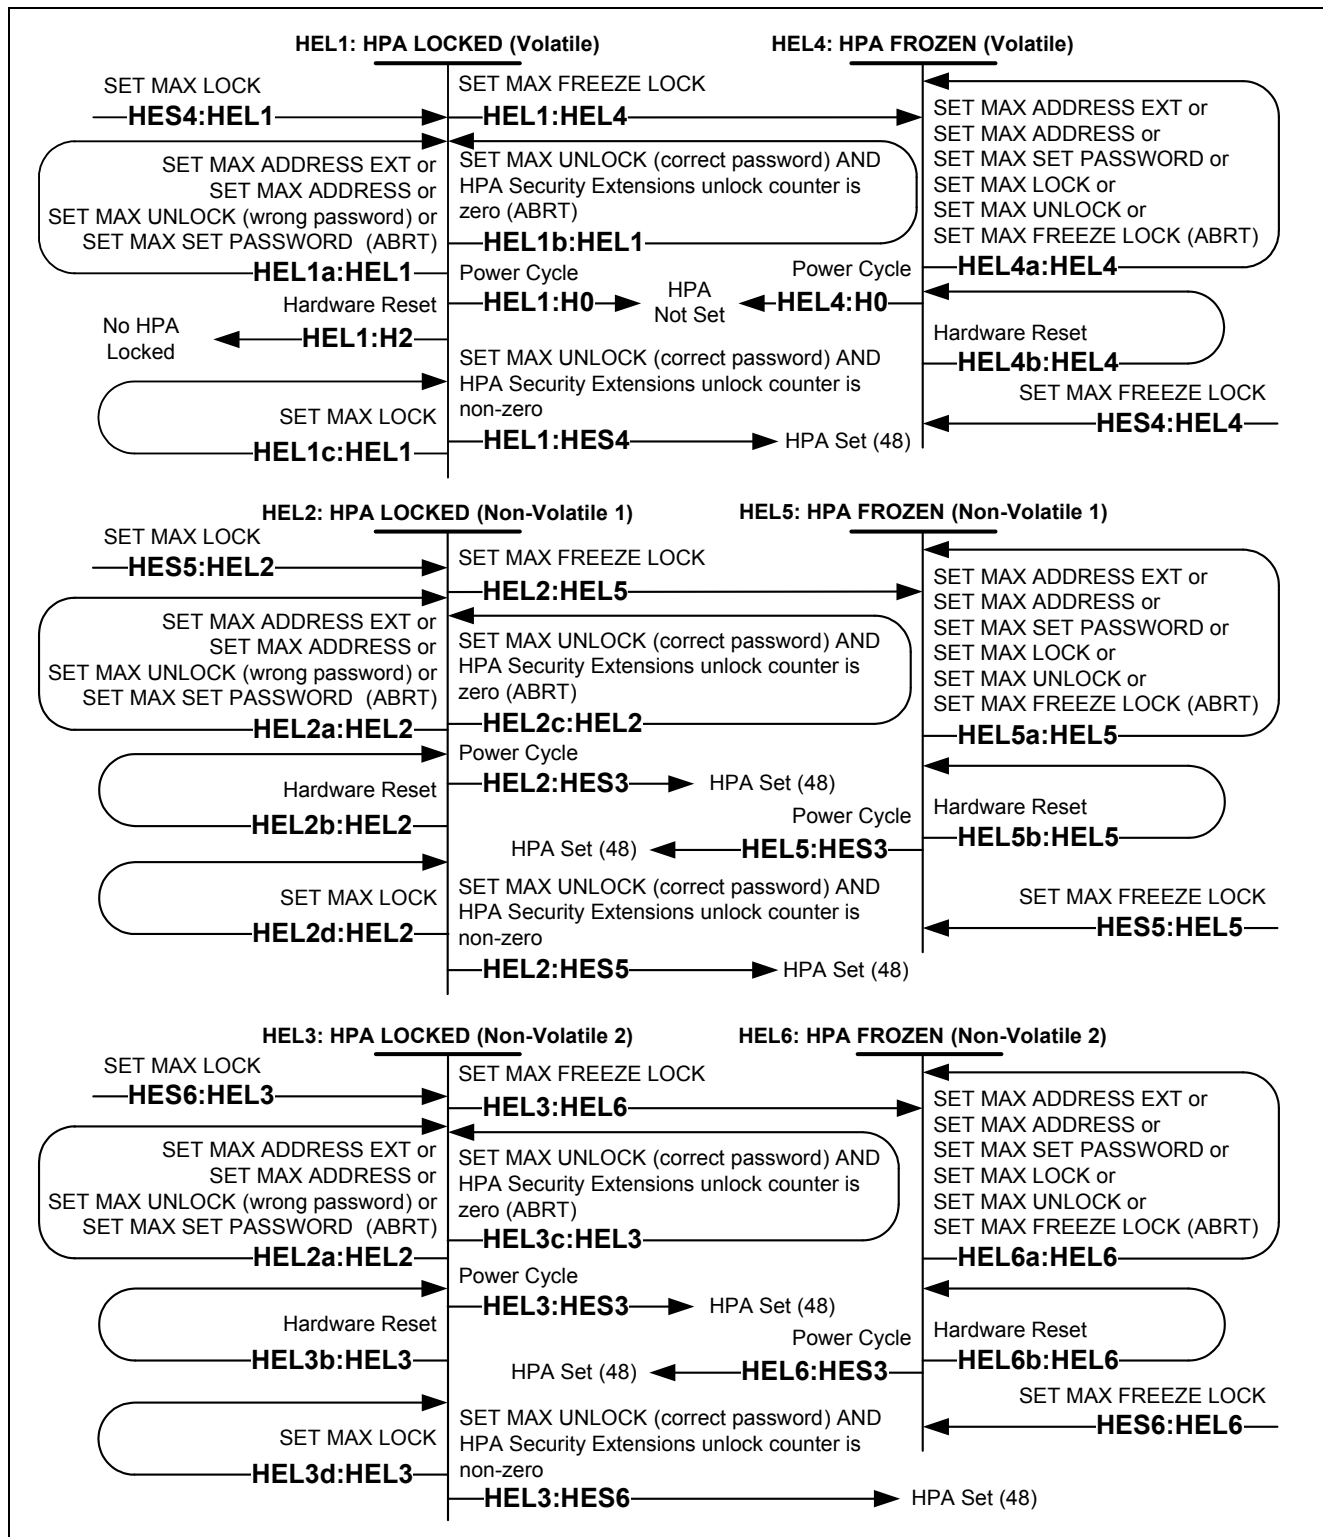 HEL1: HPA LOCKED (Volatile)
HEL4: HPA FROZEN (Volatile)
SET MAX LOCK
HES4:HEL1
SET MAX FREEZE LOCK
HEL1:HEL4
SET MAX ADDRESS EXT or
SET MAX ADDRESS or
SET MAX UNLOCK (wrong password) or
SET MAX SET PASSWORD (ABRT)
HEL1a:HEL1
SET MAX UNLOCK (correct password) AND
HPA Security Extensions unlock counter is
zero (ABRT)
HEL1b:HEL1
SET MAX ADDRESS EXT or
SET MAX ADDRESS or
SET MAX SET PASSWORD or
SET MAX LOCK or
SET MAX UNLOCK or
SET MAX FREEZE LOCK (ABRT)
HEL4a:HEL4
Power Cycle
HEL1:H0
HPA
Not Set
Power Cycle
HEL4:H0
Hardware Reset
HEL1:H2
No HPA
Locked
Hardware Reset
HEL4b:HEL4
SET MAX LOCK
HEL1c:HEL1
SET MAX UNLOCK (correct password) AND
HPA Security Extensions unlock counter is
non-zero
HEL1:HES4
HPA Set (48)
SET MAX FREEZE LOCK
HES4:HEL4
HEL2: HPA LOCKED (Non-Volatile 1)
HEL5: HPA FROZEN (Non-Volatile 1)
SET MAX LOCK
HES5:HEL2
SET MAX FREEZE LOCK
HEL2:HEL5
SET MAX ADDRESS EXT or
SET MAX ADDRESS or
SET MAX UNLOCK (wrong password) or
SET MAX SET PASSWORD (ABRT)
HEL2a:HEL2
SET MAX UNLOCK (correct password) AND
HPA Security Extensions unlock counter is
zero (ABRT)
HEL2c:HEL2
SET MAX ADDRESS EXT or
SET MAX ADDRESS or
SET MAX SET PASSWORD or
SET MAX LOCK or
SET MAX UNLOCK or
SET MAX FREEZE LOCK (ABRT)
HEL5a:HEL5
Hardware Reset
HEL2b:HEL2
Power Cycle
HEL2:HES3
HPA Set (48)
Power Cycle
HEL5:HES3
HPA Set (48)
Hardware Reset
HEL5b:HEL5
SET MAX LOCK
HEL2d:HEL2
SET MAX UNLOCK (correct password) AND
HPA Security Extensions unlock counter is
non-zero
HEL2:HES5
HPA Set (48)
SET MAX FREEZE LOCK
HES5:HEL5
HEL3: HPA LOCKED (Non-Volatile 2)
HEL6: HPA FROZEN (Non-Volatile 2)
SET MAX LOCK
HES6:HEL3
SET MAX FREEZE LOCK
HEL3:HEL6
SET MAX ADDRESS EXT or
SET MAX ADDRESS or
SET MAX UNLOCK (wrong password) or
SET MAX SET PASSWORD (ABRT)
HEL2a:HEL2
SET MAX UNLOCK (correct password) AND
HPA Security Extensions unlock counter is
zero (ABRT)
HEL3c:HEL3
SET MAX ADDRESS EXT or
SET MAX ADDRESS or
SET MAX SET PASSWORD or
SET MAX LOCK or
SET MAX UNLOCK or
SET MAX FREEZE LOCK (ABRT)
HEL6a:HEL6
Hardware Reset
HEL3b:HEL3
Power Cycle
HEL3:HES3
HPA Set (48)
Power Cycle
HEL6:HES3
HPA Set (48)
Hardware Reset
HEL6b:HEL6
SET MAX LOCK
HEL3d:HEL3
SET MAX UNLOCK (correct password) AND
HPA Security Extensions unlock counter is
non-zero
HEL3:HES6
HPA Set (48)
SET MAX FREEZE LOCK
HES6:HEL6